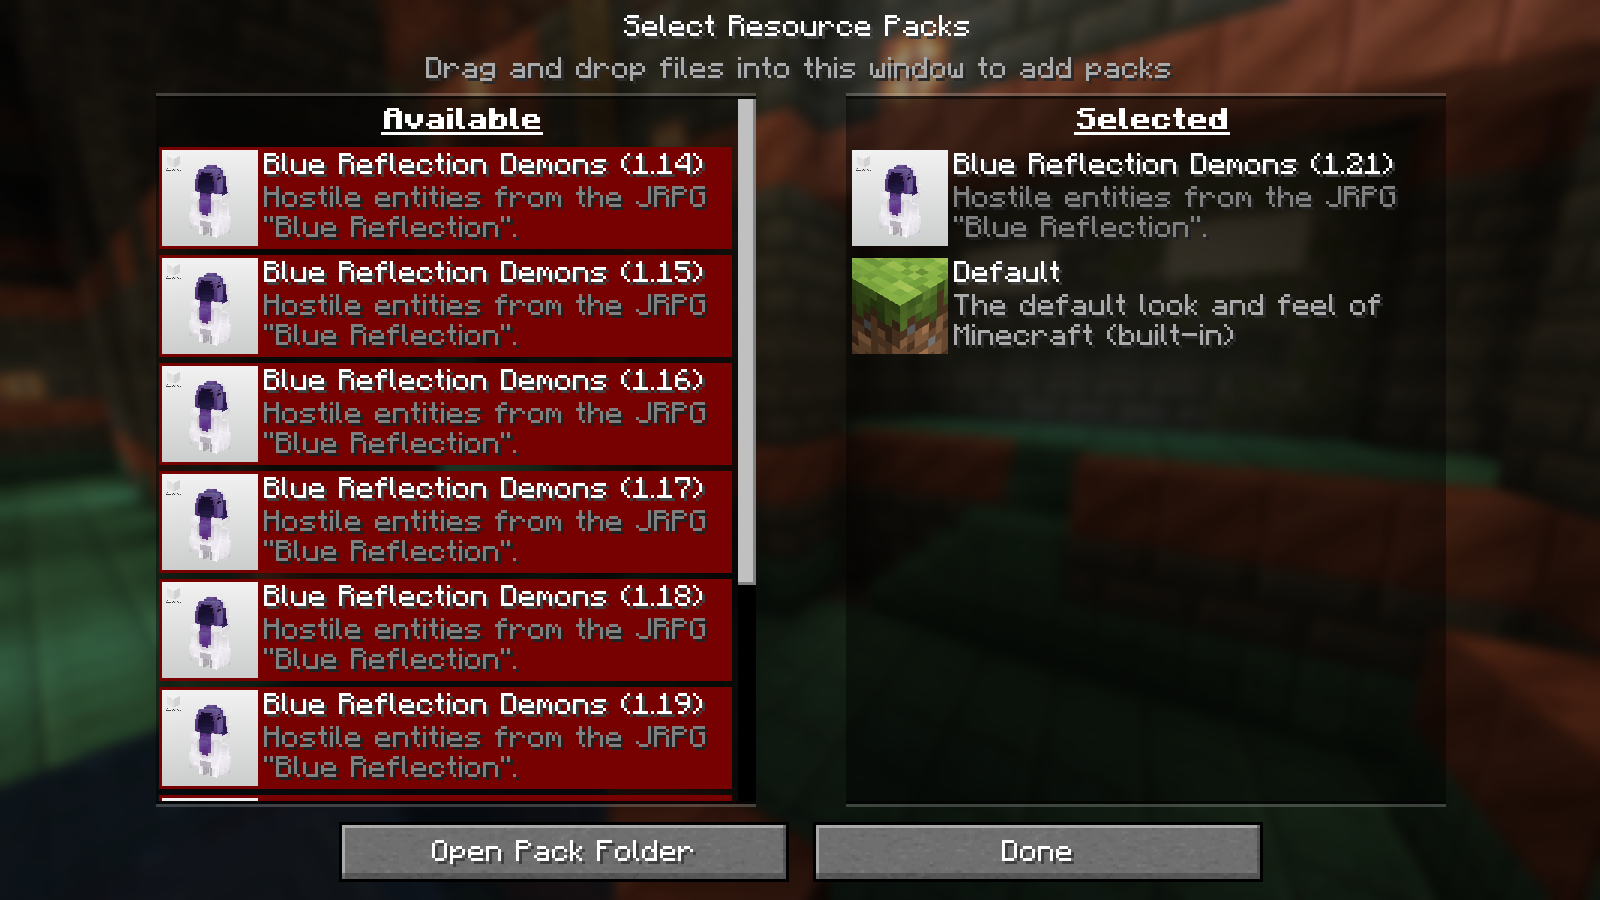 Select Resource Packs
Drag and drop files into this window to add packs
Available
Blue Reflection Demons (1.14)
Hostile entities from the JRPG
"Blue Reflection".
Blue Reflection Demons (1.15)
Hostile entities from the JRPG
"Blue Reflection".
Blue Reflection Demons (1.16)
Hostile entities from the JRPG
"Blue Reflection".
Blue Reflection Demons (1.17)
Hostile entities from the JRPG
"Blue Reflection".
Blue Reflection Demons (1.18)
Hostile entities from the JRPG
"Blue Reflection".
Blue Reflection Demons (1.19)
Hostile entities from the JRPG
"Blue Reflection".
Selected
Blue Reflection Demons (1.21)
Hostile entities from the JRPG
"Blue Reflection".
Default
The default look and feel of
Minecraft (built-in)
Open Pack Folder
Done